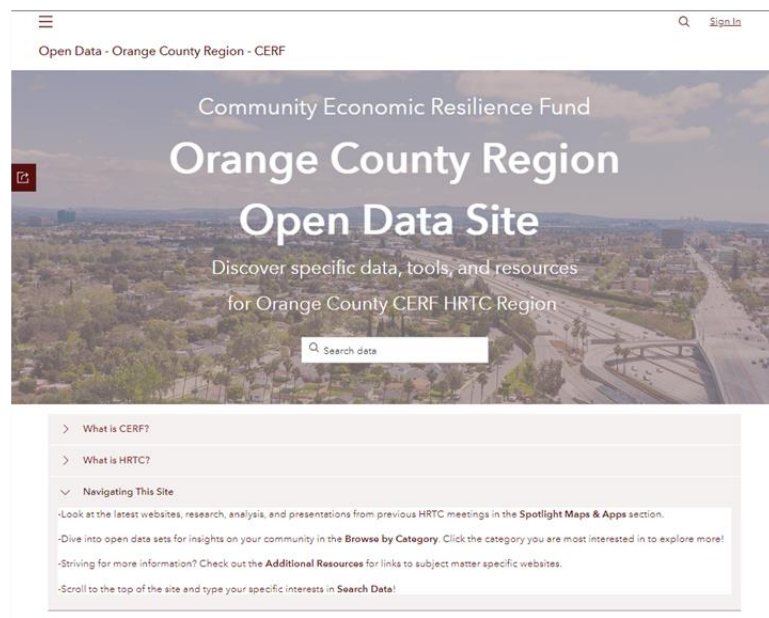 Sign In
Open Data - Orange County Region - CERF
Community Economic Resilience Fund
Orange County Region
Open Data Site
Discover specific data, tools, and resources
for Orange County CERF HRTC Region
Search data
What is CERF?
What is HRTC?
Navigating This Site
-Look at the latest websites, research, analysis, and presentations from previous HRTC meetings in the Spotlight Maps & Apps section.
-Dive into open data sets for insights on your community in the Browse by Category. Click the category you are most interested in to explore more!
-Striving for more information? Check out the Additional Resources for links to subject matter specific websites.
-Scroll to the top of the site and type your specific interests in Search Data!